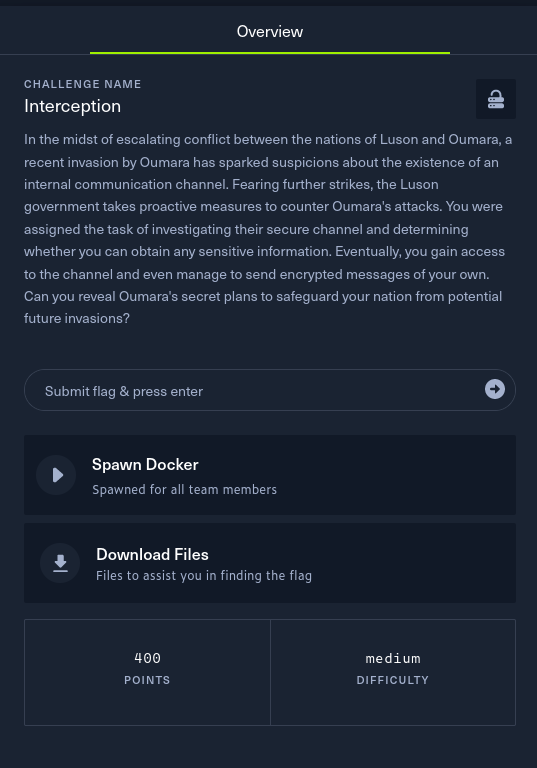 Overview
CHALLENGE NAME
Interception
In the midst of escalating conflict between the nations of Luson and Oumara, a
recent invasion by Oumara has sparked suspicions about the existence of an
internal communication channel. Fearing further strikes, the Luson
government takes proactive measures to counter Oumara's attacks. You were
assigned the task of investigating their secure channel and determining
whether you can obtain any sensitive information. Eventually, you gain access
to the channel and even manage to send encrypted messages of your own.
Can you reveal Oumara's secret plans to safeguard your nation from potential
future invasions?
Submit flag & press enter
Spawn Docker
Spawned for all team members
Download Files
Files to assist you in finding the flag
400
POINTS
medium
DIFFICULTY